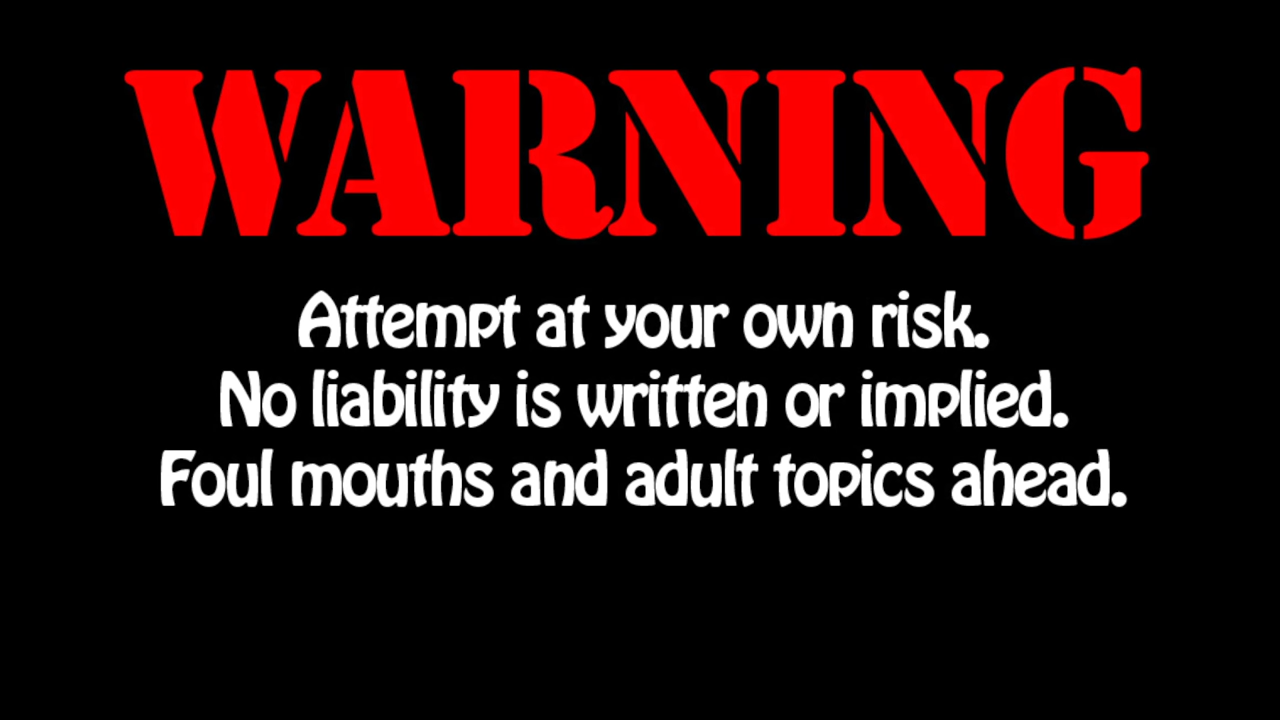 WARNING
Attempt at your own risk.
No liability is written or implied.
Foul mouths and adult topics ahead.